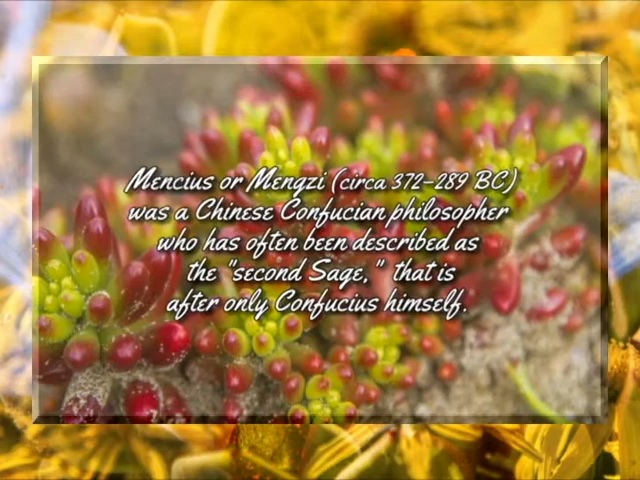 Mencius or Mengzi (circa 372–289 BC)
was a Chinese Confucian philosopher
who has often been described as
the "second Sage," that is
after only Confucius himself.